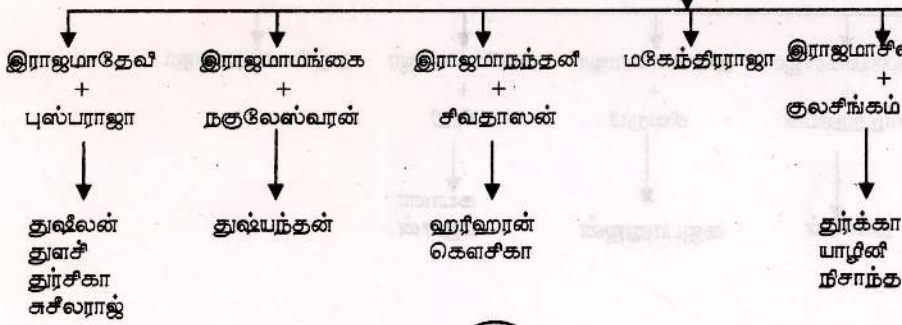 இராஜமாதேவி இராஜமாமங்கை இராஜமாநந்தனி மகேந்திரராஜா
+ + + +
புஸ்பராஜா நகுலேஸ்வரன் சிவதாஸன் குலசிங்கம்
துஷீலன் துஷ்யந்தன் ஹரிஹரன் துர்க்கா
துளசி கௌசிகா யாழினி
துர்சிகா
சுசீலராஜ்